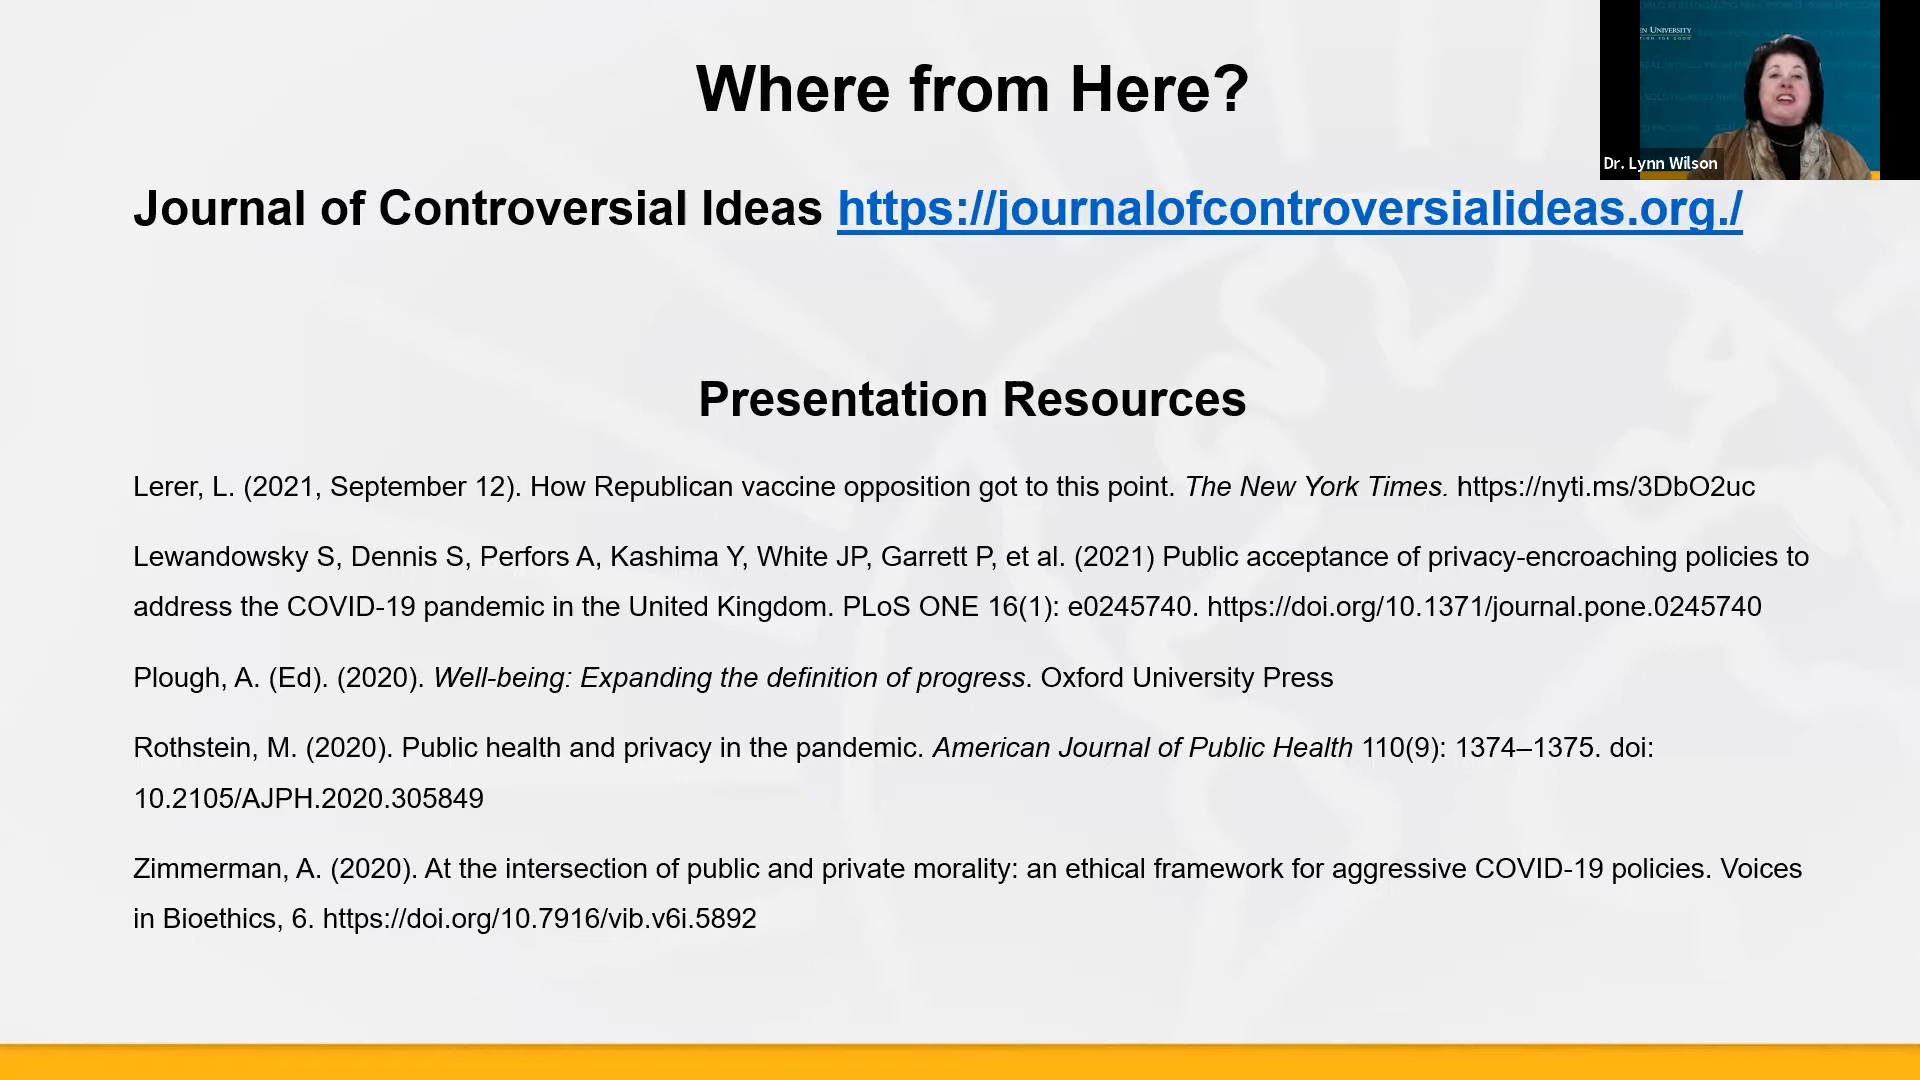 Where from Here?
EN UNIVERSITY
Dr. Lynn Wilson
Journal of Controversial Ideas https://journalofcontroversialideas.org./
Presentation Resources
Lerer, L. (2021, September 12). How Republican vaccine opposition got to this point. The New York Times. https://nyti.ms/3DbO2uc
Lewandowsky S, Dennis S, Perfors A, Kashima Y, White JP, Garrett P, et al. (2021) Public acceptance of privacy-encroaching policies to
address the COVID-19 pandemic in the United Kingdom. PLoS ONE 16(1): e0245740. https://doi.org/10.1371/journal.pone.0245740
Plough, A. (Ed). (2020). Well-being: Expanding the definition of progress. Oxford University Press
Rothstein, M. (2020). Public health and privacy in the pandemic. American Journal of Public Health 110(9): 1374–1375. doi:
10.2105/AJPH.2020.305849
Zimmerman, A. (2020). At the intersection of public and private morality: an ethical framework for aggressive COVID-19 policies. Voices
in Bioethics, 6. https://doi.org/10.7916/vib.v6i.5892